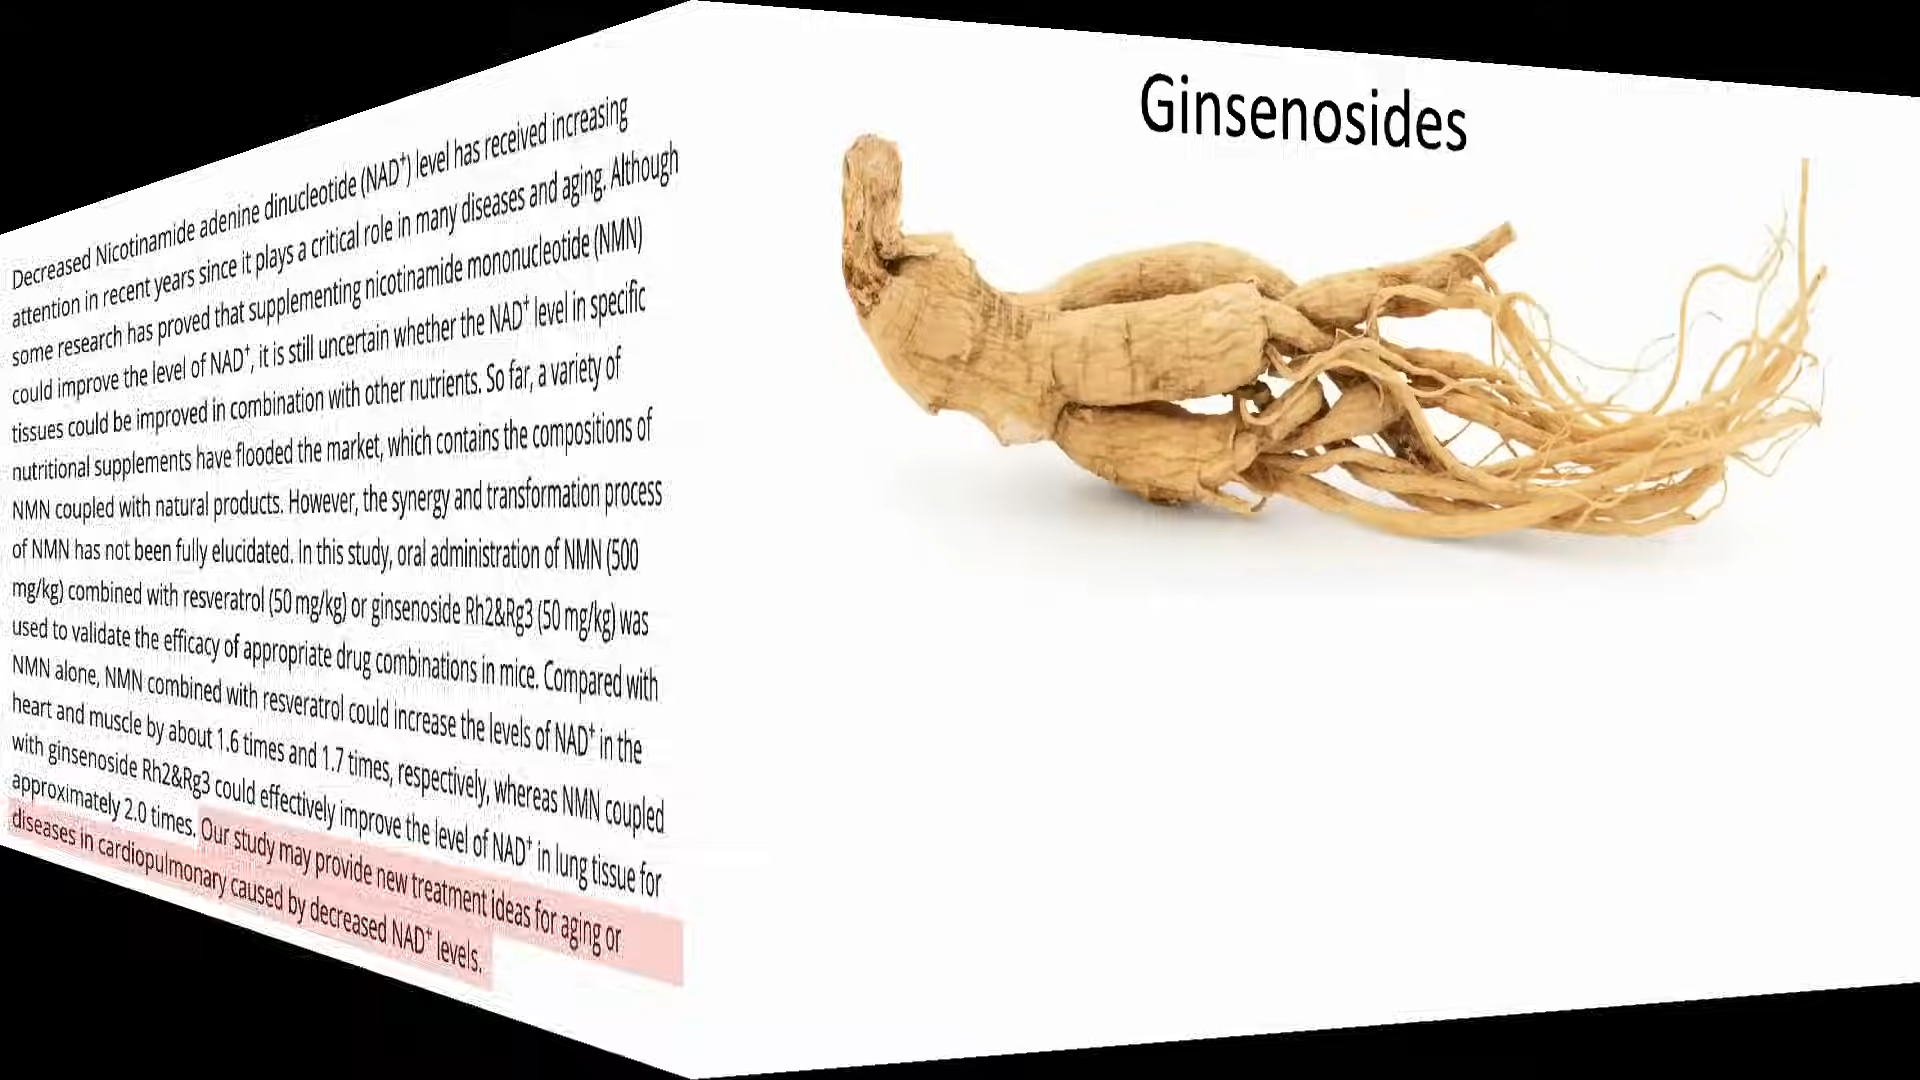 Decreased Nicotinamide adenine dinucleotide (NAD⁺) level has received increasing
attention in recent years since it plays a critical role in many diseases and aging. Although
some research has proved that supplementing nicotinamide mononucleotide (NMN)
could improve the level of NAD⁺, it is still uncertain whether the NAD⁺ level in specific
tissues could be improved in combination with other nutrients. So far, a variety of
nutritional supplements have flooded the market, which contains the compositions of
NMN coupled with natural products. However, the synergy and transformation process
of NMN has not been fully elucidated. In this study, oral administration of NMN (500
mg/kg) combined with resveratrol (50 mg/kg) or ginsenoside Rh2&Rg3 (50 mg/kg) was
used to validate the efficacy of appropriate drug combinations in mice. Compared with
NMN alone, NMN combined with resveratrol could increase the levels of NAD⁺ in the
heart and muscle by about 1.6 times and 1.7 times, respectively, whereas NMN coupled
with ginsenoside Rh2&Rg3 could effectively improve the level of NAD⁺ in lung tissue for
approximately 2.0 times. Our study may provide new treatment ideas for aging or
diseases in cardiopulmonary caused by decreased NAD⁺ levels.
Ginsenosides